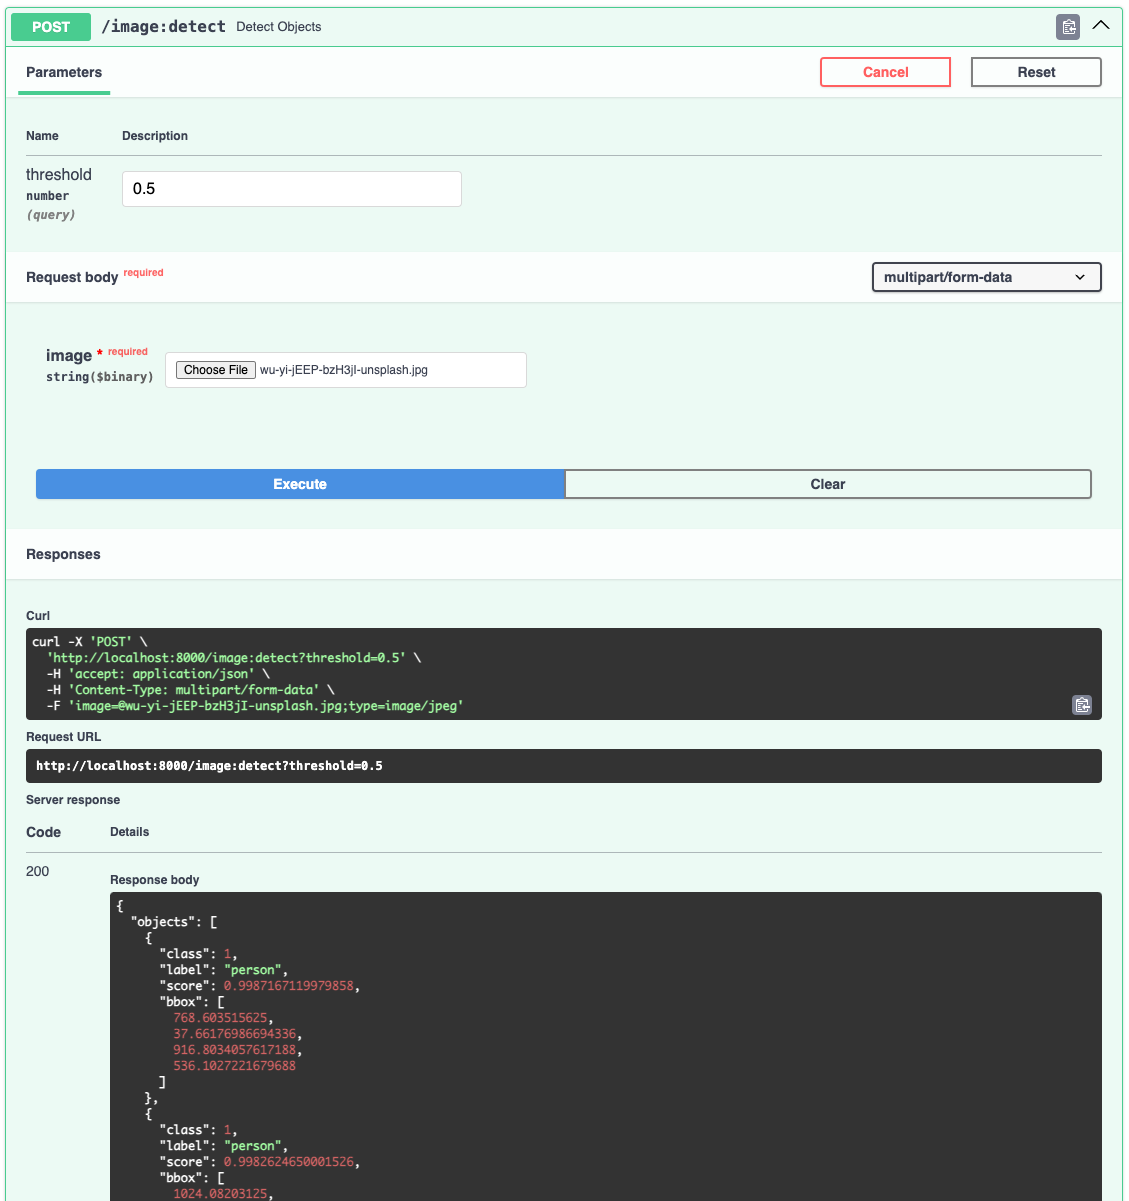 POST /image:detect Detect Objects
Parameters Cancel Reset
Name Description
threshold
number
(query)
0.5
Request body required multipart/form-data
image * required
string($binary)
Choose File wu-yi-jEEP-bzH3jI-unsplash.jpg
Execute Clear
Responses
Curl
curl -X 'POST' \
  'http://localhost:8000/image:detect?threshold=0.5' \
  -H 'accept: application/json' \
  -H 'Content-Type: multipart/form-data' \
  -F 'image=@wu-yi-jEEP-bzH3jI-unsplash.jpg;type=image/jpeg'
Request URL
http://localhost:8000/image:detect?threshold=0.5
Server response
Code Details
200
Response body
{
  "objects": [
    {
      "class": 1,
      "label": "person",
      "score": 0.9987167119979858,
      "bbox": [
        768.603515625,
        37.66176986694336,
        916.8034057617188,
        536.1027221679688
      ]
    },
    {
      "class": 1,
      "label": "person",
      "score": 0.9982624650001526,
      "bbox": [
        1024.08203125,